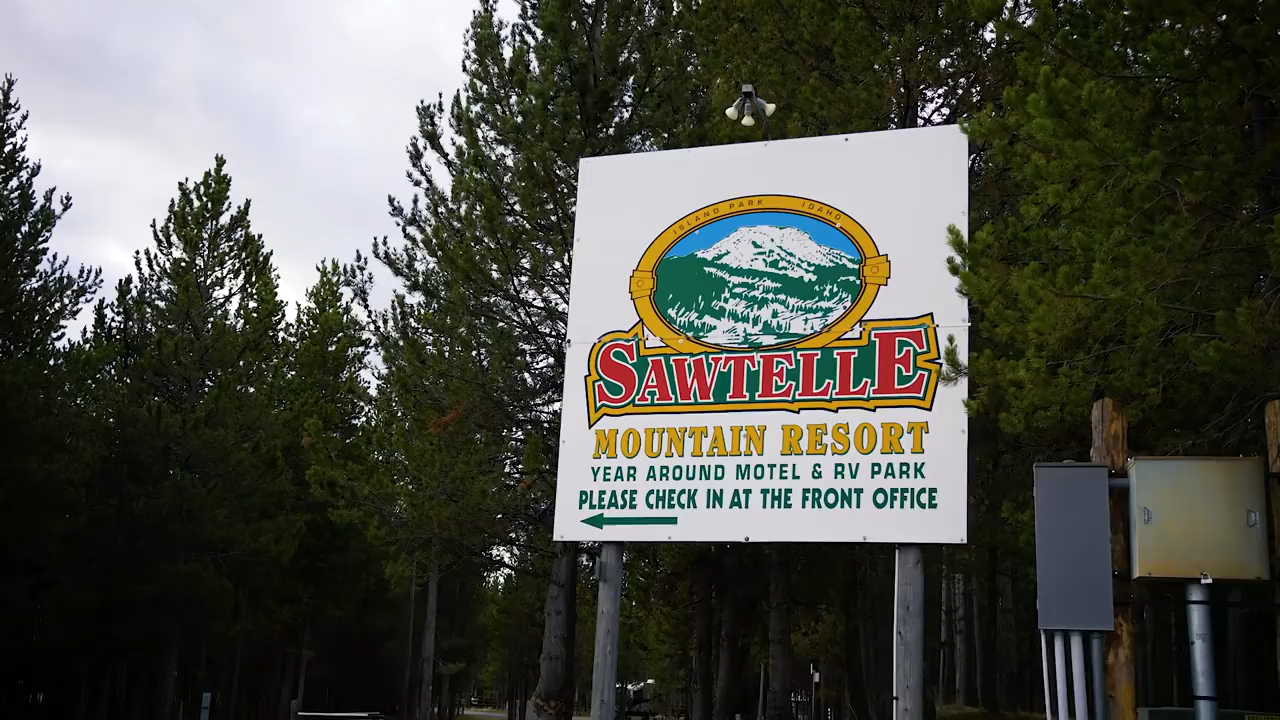 ISLAND PARK IDAHO
SAWTELLE
MOUNTAIN RESORT
YEAR AROUND MOTEL & RV PARK
PLEASE CHECK IN AT THE FRONT OFFICE